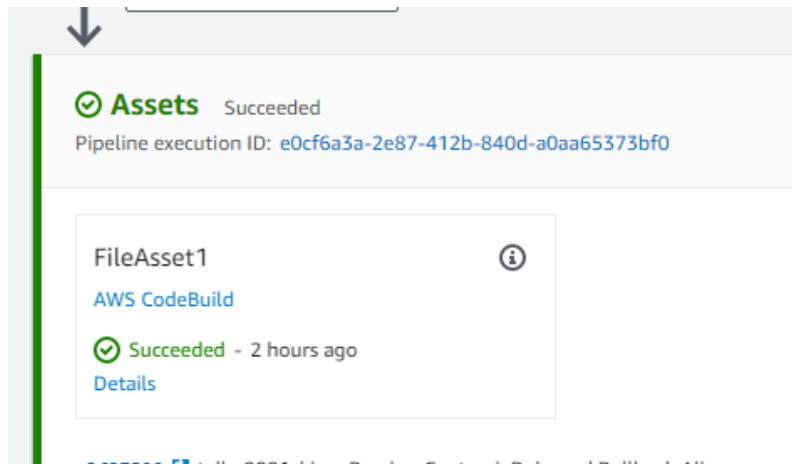 Assets Succeeded
Pipeline execution ID: e0cf6a3a-2e87-412b-840d-a0aa65373bf0
FileAsset1
AWS CodeBuild
Succeeded - 2 hours ago
Details